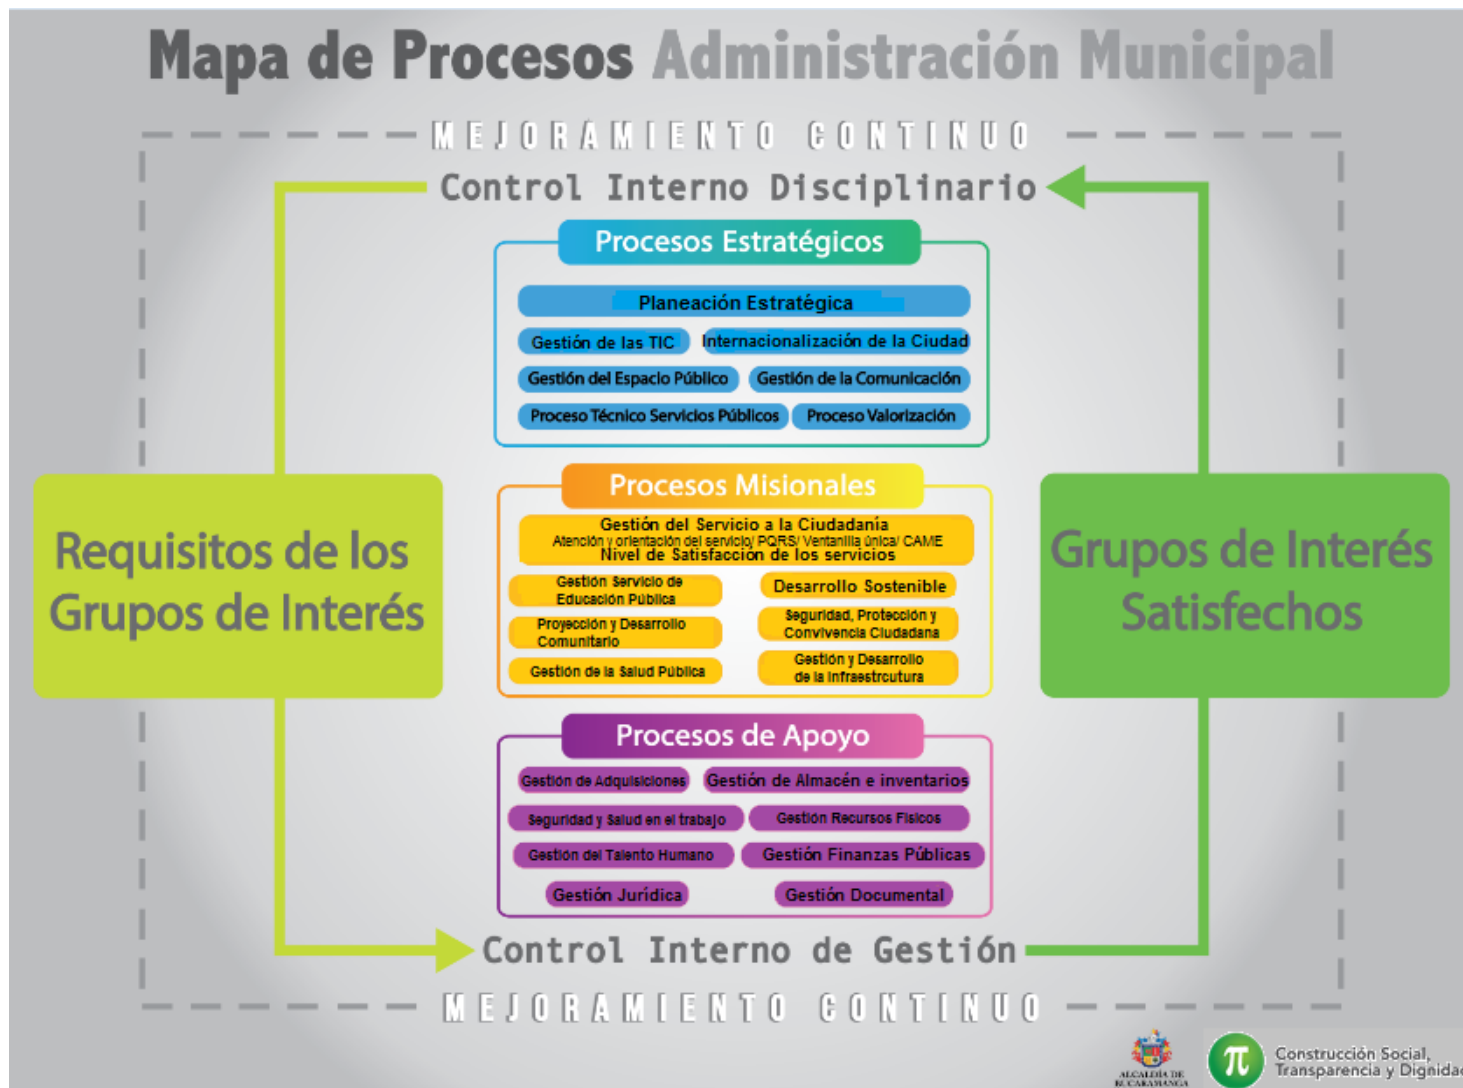 Mapa de Procesos Administración Municipal
MEJORAMIENTO CONTINUO
Control Interno Disciplinario
Procesos Estratégicos
Planeación Estratégica
Gestión de las TIC
Internacionalización de la Ciudad
Gestión del Espacio Público
Gestión de la Comunicación
Proceso Técnico Servicios Públicos
Proceso Valorización
Requisitos de los
Grupos de Interés
Procesos Misionales
Gestión del Servicio a la Ciudadanía
Atención y orientación del servicio/ PQRS/ Ventanilla única/ CAME
Nivel de Satisfacción de los servicios
Gestión Servicio de
Educación Pública
Desarrollo Sostenible
Proyección y Desarrollo
Comunitario
Seguridad, Protección y
Convivencia Ciudadana
Gestión de la Salud Pública
Gestión y Desarrollo
de la Infraestrcutura
Grupos de Interés
Satisfechos
Procesos de Apoyo
Gestión de Adquisiciones
Gestión de Almacén e inventarios
Seguridad y Salud en el trabajo
Gestión Recursos Físicos
Gestión del Talento Humano
Gestión Finanzas Públicas
Gestión Jurídica
Gestión Documental
Control Interno de Gestión
MEJORAMIENTO CONTINUO
ALCALDÍA DE
BUCARAMANGA
π
Construcción Social,
Transparencia y Dignidad